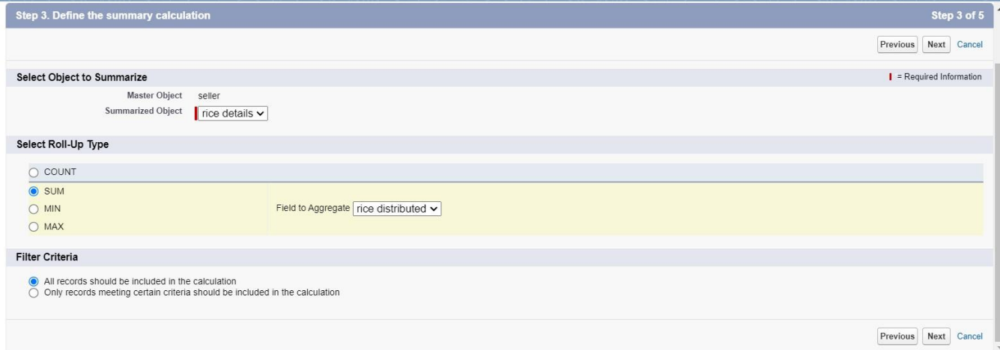 Step 3. Define the summary calculation Step 3 of 5
Previous Next Cancel
Select Object to Summarize = Required Information
Master Object seller
Summarized Object rice details
Select Roll-Up Type
COUNT
SUM
MIN Field to Aggregate rice distributed
MAX
Filter Criteria
All records should be included in the calculation
Only records meeting certain criteria should be included in the calculation
Previous Next Cancel